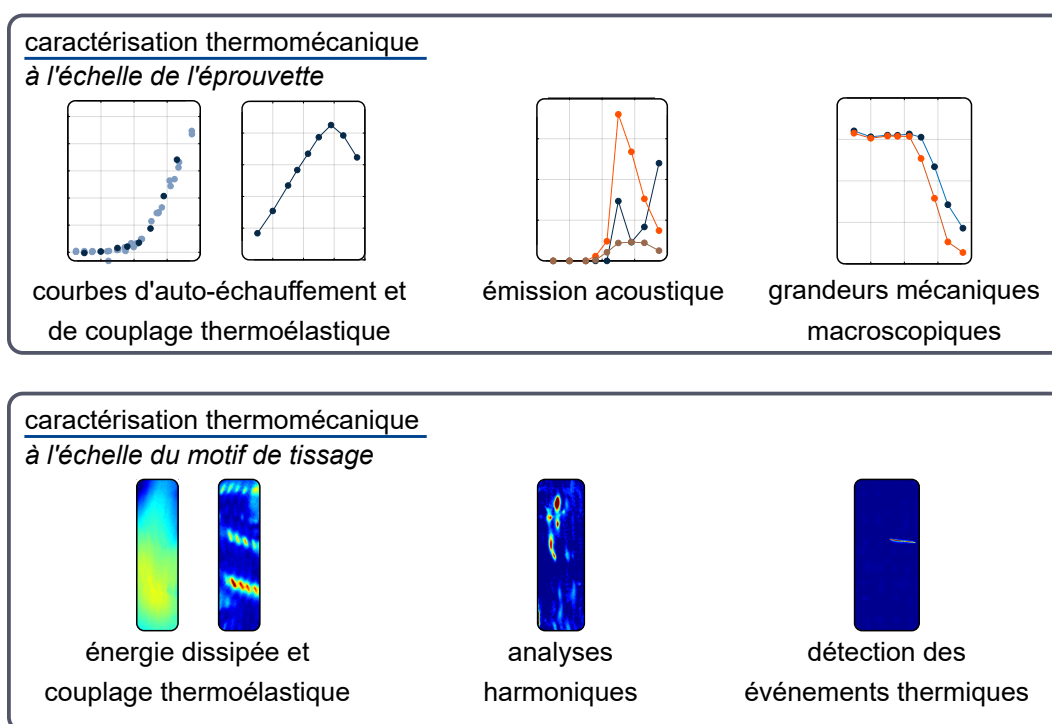 caractérisation thermomécanique
à l'échelle de l'éprouvette
courbes d'auto-échauffement et
de couplage thermoélastique
émission acoustique
grandeurs mécaniques
macroscopiques
caractérisation thermomécanique
à l'échelle du motif de tissage
énergie dissipée et
couplage thermoélastique
analyses
harmoniques
détection des
événements thermiques